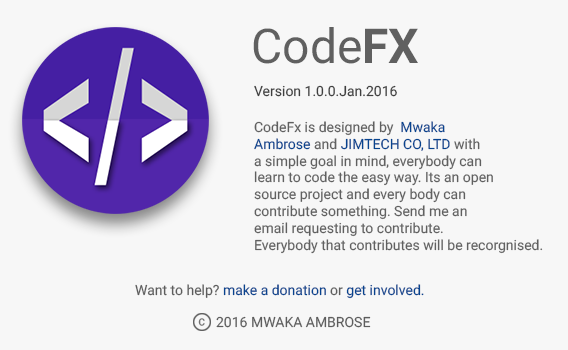 CodeFX
Version 1.0.0.Jan.2016
CodeFx is designed by Mwaka
Ambrose and JIMTECH CO, LTD with
a simple goal in mind, everybody can
learn to code the easy way. Its an open
source project and every body can
contribute something. Send me an
email requesting to contribute.
Everybody that contributes will be recorgnised.
Want to help? make a donation or get involved.
© 2016 MWAKA AMBROSE